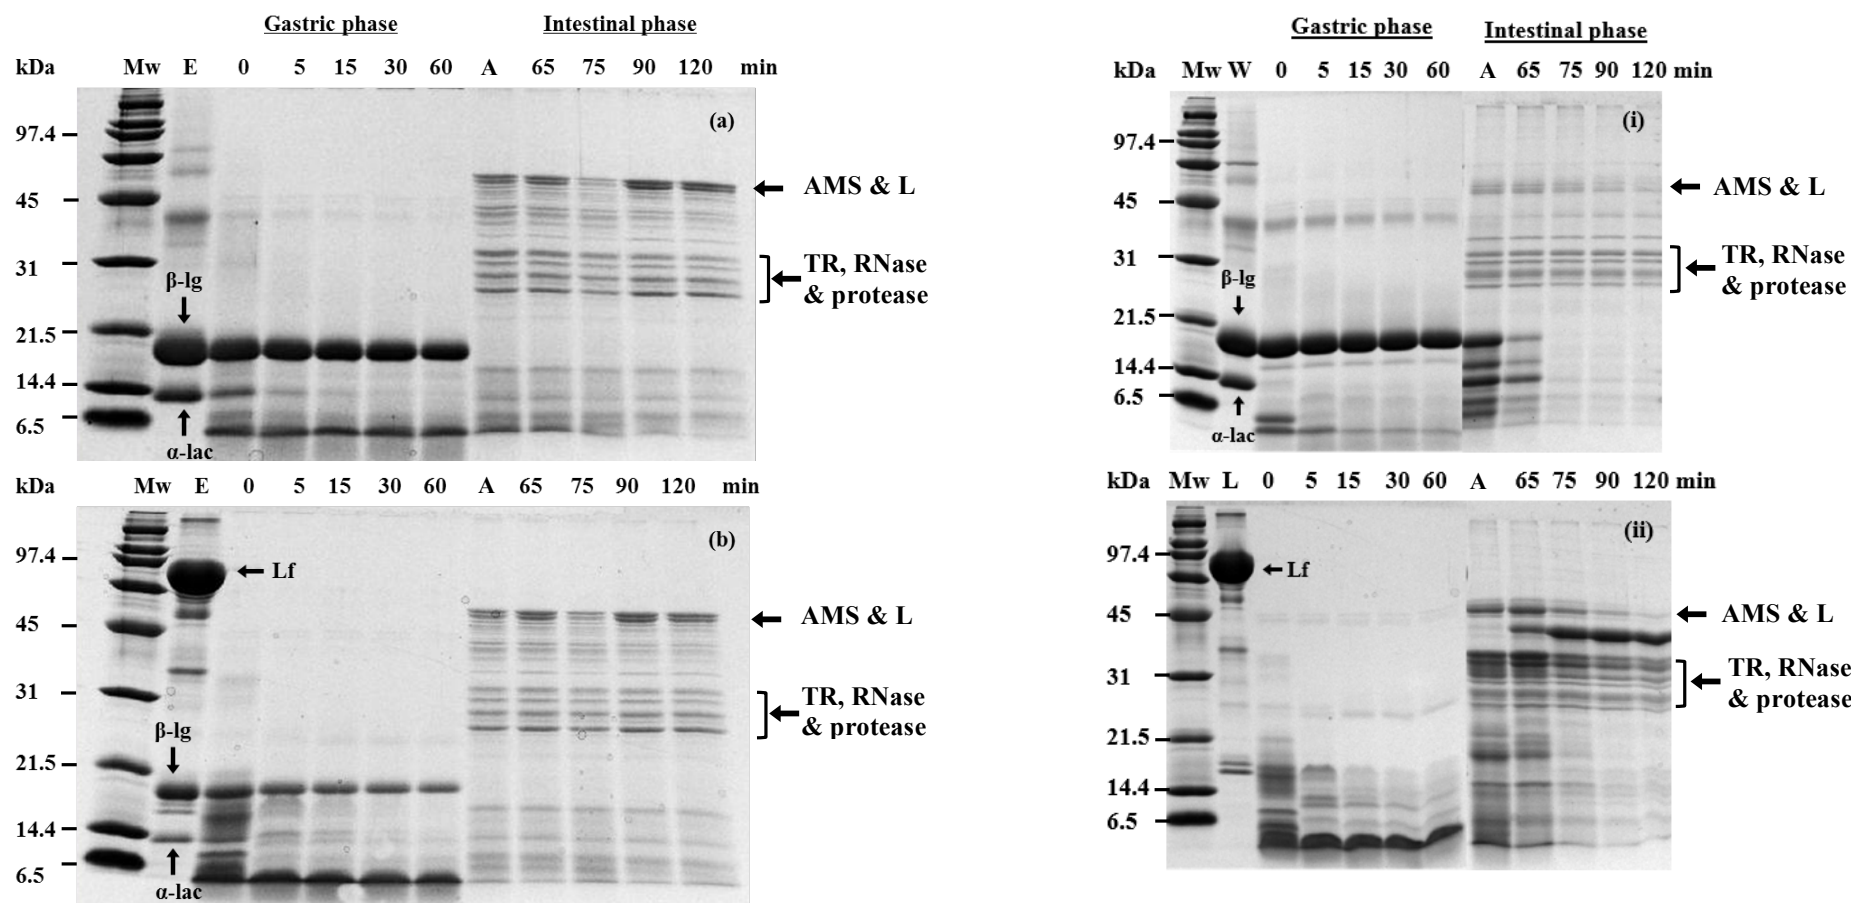 Gastric phase Intestinal phase
kDa Mw E 0 5 15 30 60 A 65 75 90 120 min
(a)
97.4
AMS & L
45
TR, RNase
& protease
31
β-lg
21.5
14.4
6.5
α-lac
kDa Mw E 0 5 15 30 60 A 65 75 90 120 min
(b)
97.4
Lf
AMS & L
45
31
TR, RNase
& protease
β-lg
21.5
14.4
6.5
α-lac
Gastric phase Intestinal phase
kDa Mw W 0 5 15 30 60 A 65 75 90 120 min
(i)
97.4
AMS & L
45
TR, RNase
& protease
31
β-lg
21.5
14.4
6.5
α-lac
kDa Mw L 0 5 15 30 60 A 65 75 90 120 min
(ii)
97.4
Lf
45
AMS & L
31
TR, RNase
& protease
21.5
14.4
6.5